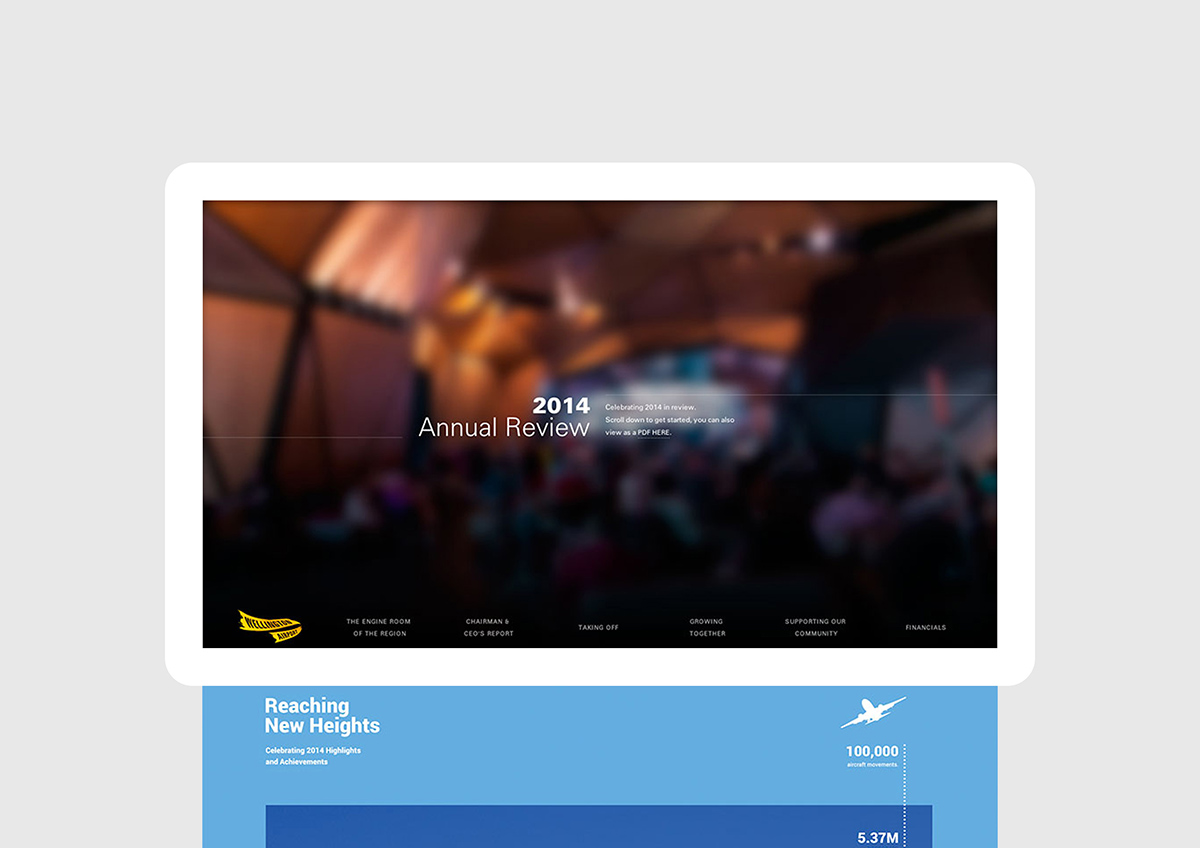 2014
Annual Review
Celebrating 2014 in review.
Scroll down to get started, you can also
view as a PDF HERE.
WELLINGTON
AIRPORT
THE ENGINE ROOM
OF THE REGION
CHAIRMAN &
CEO'S REPORT
TAKING OFF
GROWING
TOGETHER
SUPPORTING OUR
COMMUNITY
FINANCIALS
Reaching
New Heights
Celebrating 2014 Highlights
and Achievements
100,000
aircraft movements.
5.37M